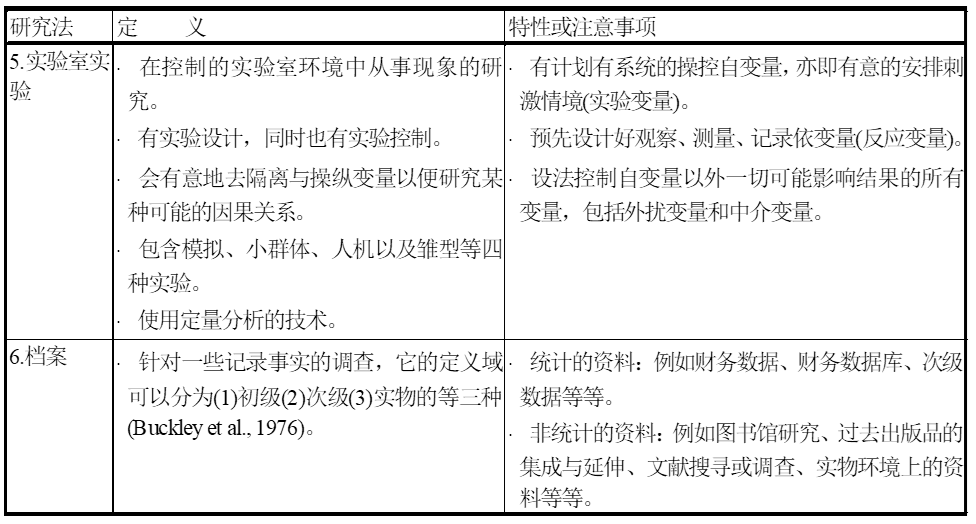 研究法 定 义 特性或注意事项
5.实验室实验
· 在控制的实验室环境中从事现象的研
究。
· 有实验设计，同时也有实验控制。
· 会有意地去隔离与操纵变量以便研究某
种可能的因果关系。
· 包含模拟、小群体、人机以及雏型等四
种实验。
· 使用定量分析的技术。
· 有计划有系统的操控自变量，亦即有意的安排刺
激情境(实验变量)。
· 预先设计好观察、测量、记录依变量(反应变量)。
· 设法控制自变量以外一切可能影响结果的所有
变量，包括外扰变量和中介变量。
6.档案
· 针对一些记录事实的调查，它的定义域
可以分为(1)初级(2)次级(3)实物的等三种
(Buckley et al., 1976)。
· 统计的资料：例如财务数据、财务数据库、次级
数据等等。
· 非统计的资料：例如图书馆研究、过去出版品的
集成与延伸、文献搜寻或调查、实物环境上的资
料等等。